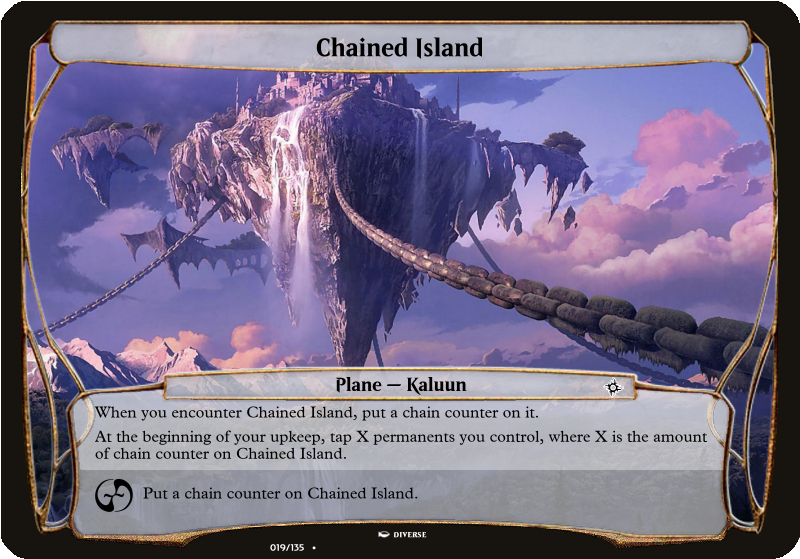 Chained Island
Plane — Kaluun
When you encounter Chained Island, put a chain counter on it.
At the beginning of your upkeep, tap X permanents you control, where X is the amount
of chain counter on Chained Island.
Put a chain counter on Chained Island.
DIVERSE
019/135 •